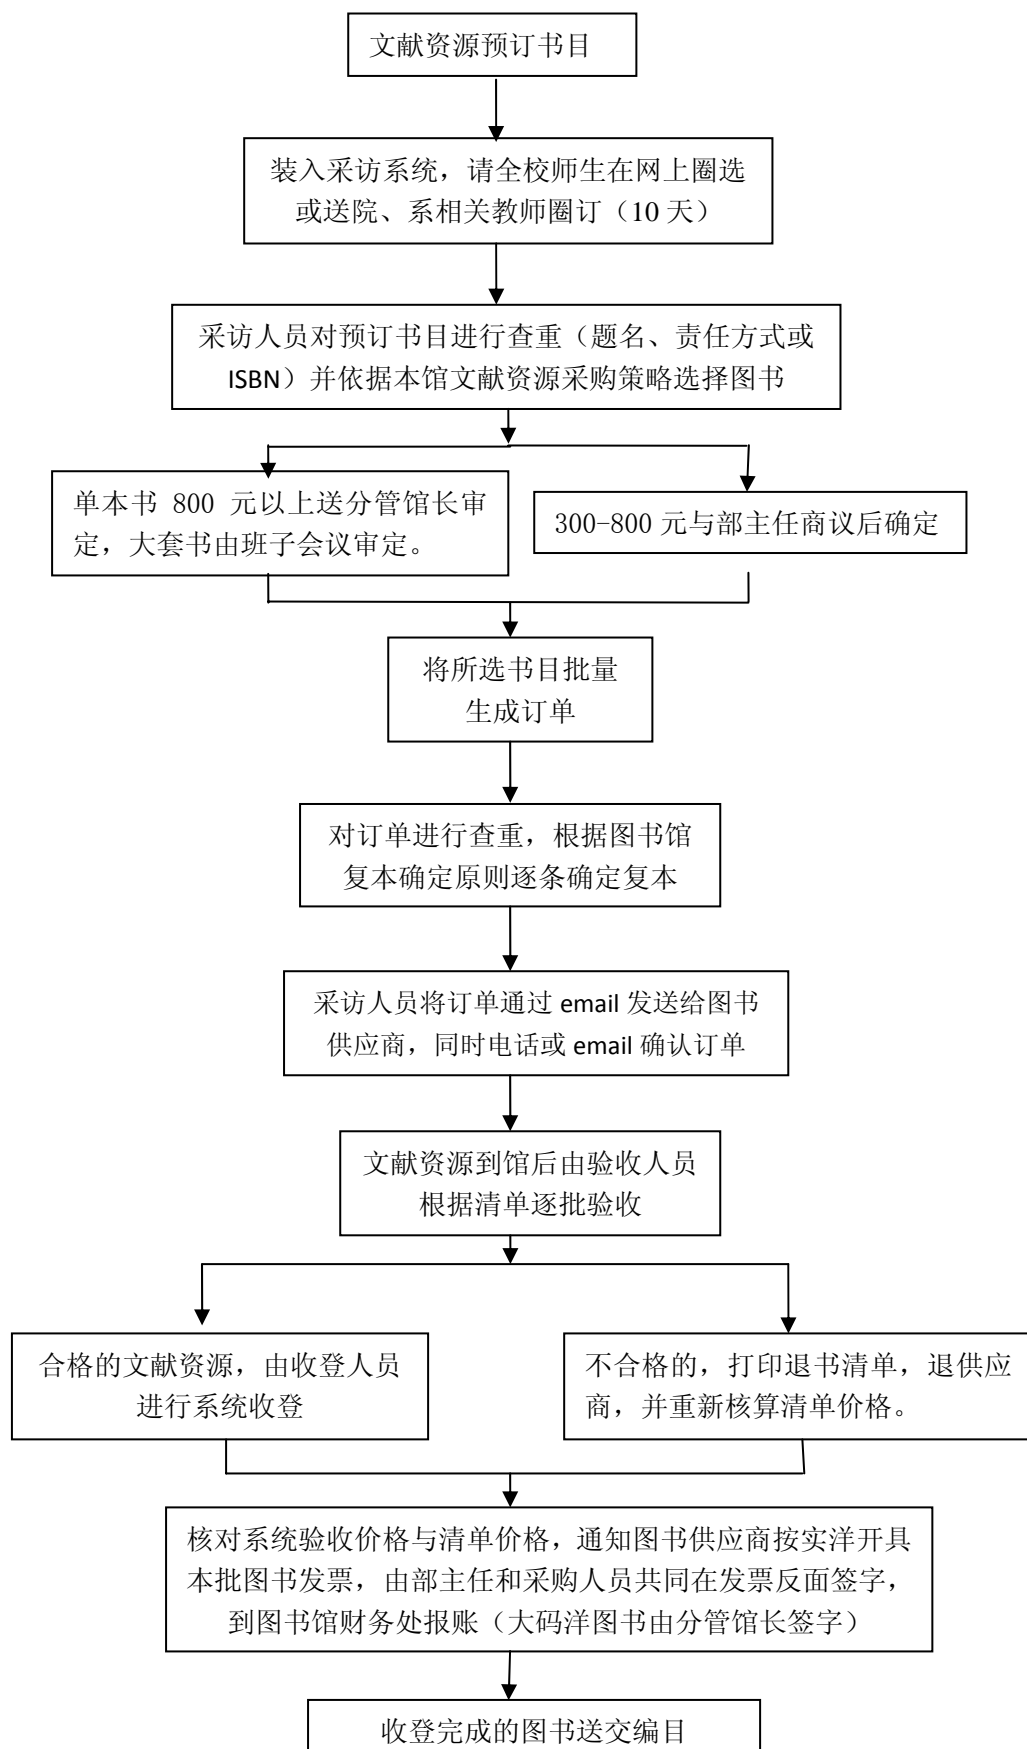 文献资源预订书目
装入采访系统，请全校师生在网上圈选
或送院、系相关教师圈订（10 天）
采访人员对预订书目进行查重（题名、责任方式或
ISBN）并依据本馆文献资源采购策略选择图书
单本书 800 元以上送分管馆长审
定，大套书由班子会议审定。
300-800 元与部主任商议后确定
将所选书目批量
生成订单
对订单进行查重，根据图书馆
复本确定原则逐条确定复本
采访人员将订单通过 email 发送给图书
供应商，同时电话或 email 确认订单
文献资源到馆后由验收人员
根据清单逐批验收
合格的文献资源，由收登人员
进行系统收登
不合格的，打印退书清单，退供应
商，并重新核算清单价格。
核对系统验收价格与清单价格，通知图书供应商按实洋开具
本批图书发票，由部主任和采购人员共同在发票反面签字，
到图书馆财务处报账（大码洋图书由分管馆长签字）
收登完成的图书送交编目